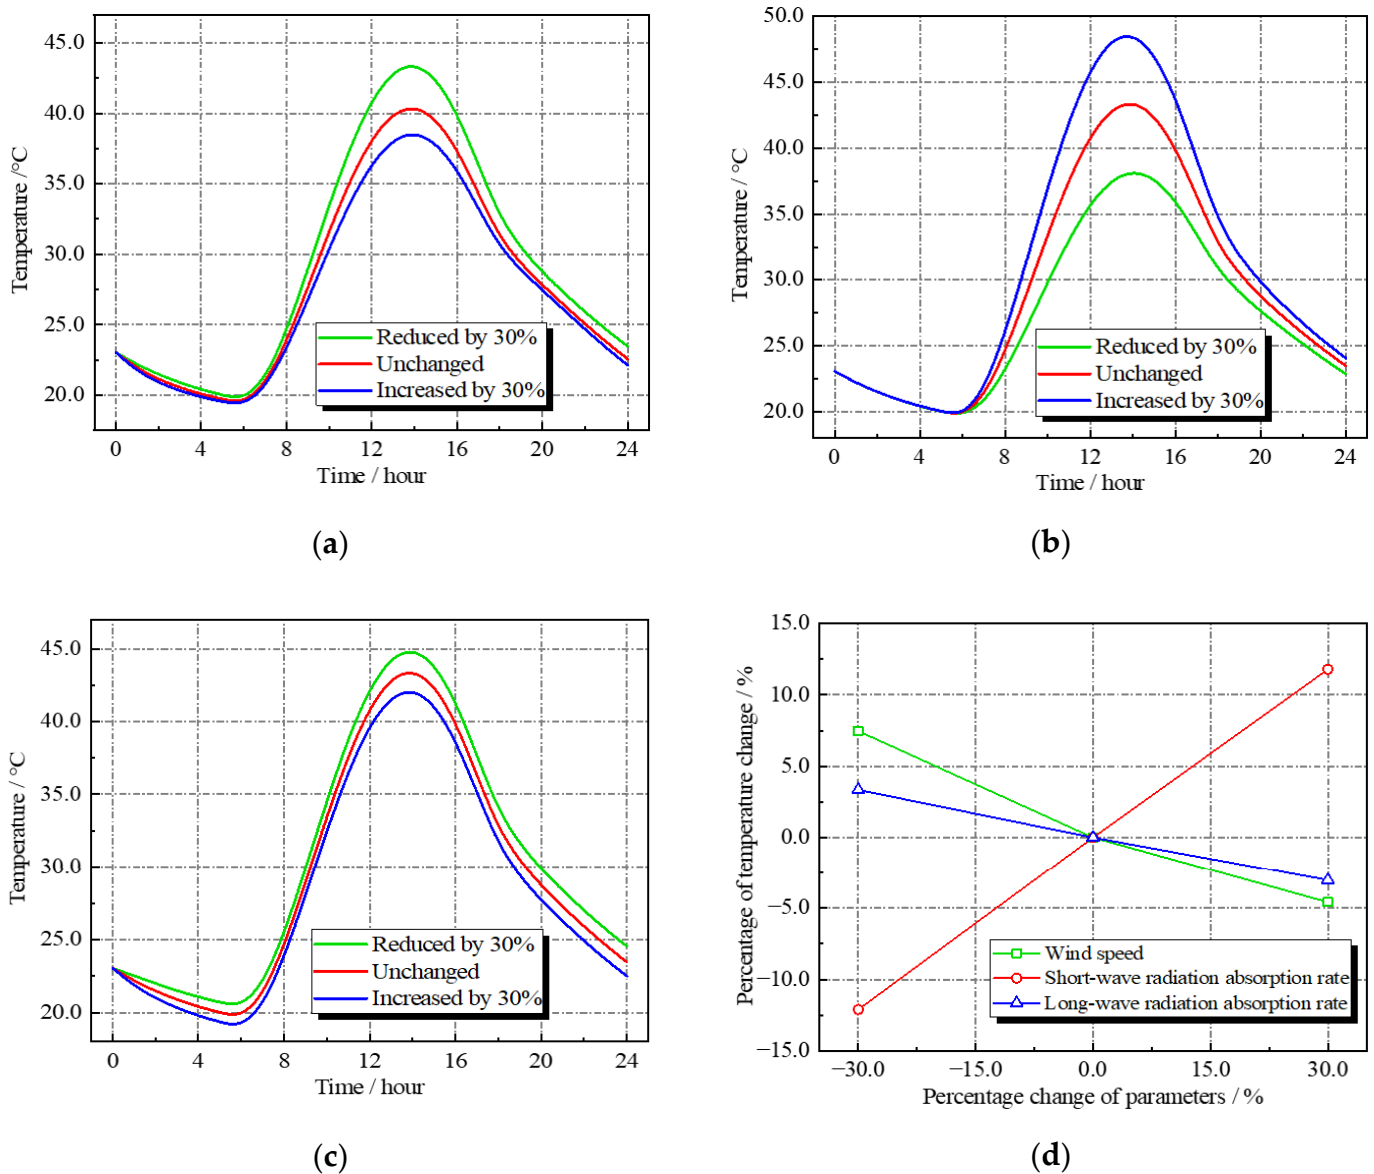 45.0
40.0
35.0
30.0
25.0
20.0
Temperature /°C
Reduced by 30%
Unchanged
Increased by 30%
0 4 8 12 16 20 24
Time / hour
(a)
50.0
45.0
40.0
35.0
30.0
25.0
20.0
Temperature / °C
Reduced by 30%
Unchanged
Increased by 30%
0 4 8 12 16 20 24
Time / hour
(b)
45.0
40.0
35.0
30.0
25.0
20.0
Temperature / °C
Reduced by 30%
Unchanged
Increased by 30%
0 4 8 12 16 20 24
Time / hour
(c)
15.0
10.0
5.0
0.0
−5.0
−10.0
−15.0
Percentage of temperature change / %
Wind speed
Short-wave radiation absorption rate
Long-wave radiation absorption rate
−30.0 −15.0 0.0 15.0 30.0
Percentage change of parameters / %
(d)